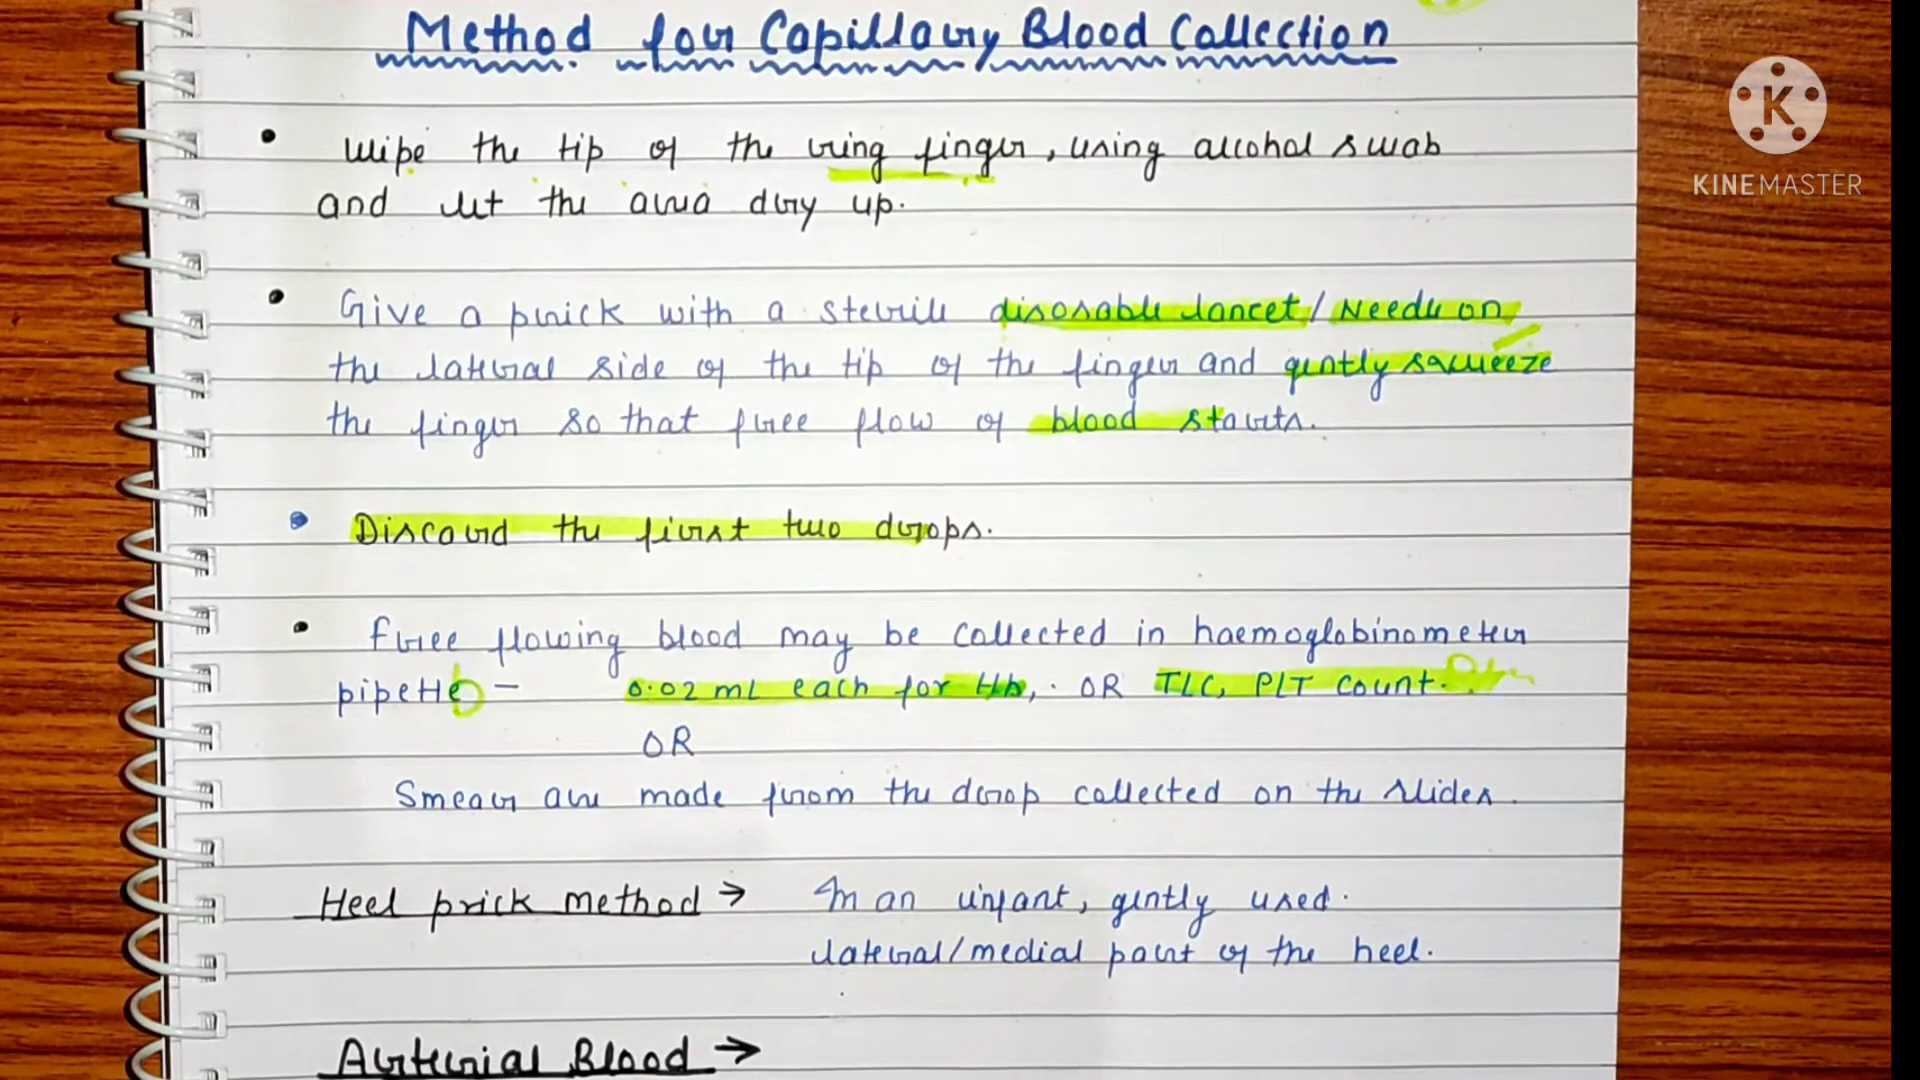 Method for Capillary Blood Collection
K
KINEMASTER
• Wipe the tip of the ring finger, using alcohol swab
and let the area dry up.
• Give a prick with a sterile disosable lancet / Needle on
the lateral side of the tip of the finger and gently squeeze
the finger so that free flow of blood starts.
• Discard the first two drops.
• Free flowing blood may be collected in haemoglobinometer
pipette – 0.02 mL each for Hb, . OR TLC, PLT count.
OR
Smear are made from the drop collected on the slides.
Heel prick method → In an infant, gently used.
lateral/medial part of the heel.
Arterial Blood →